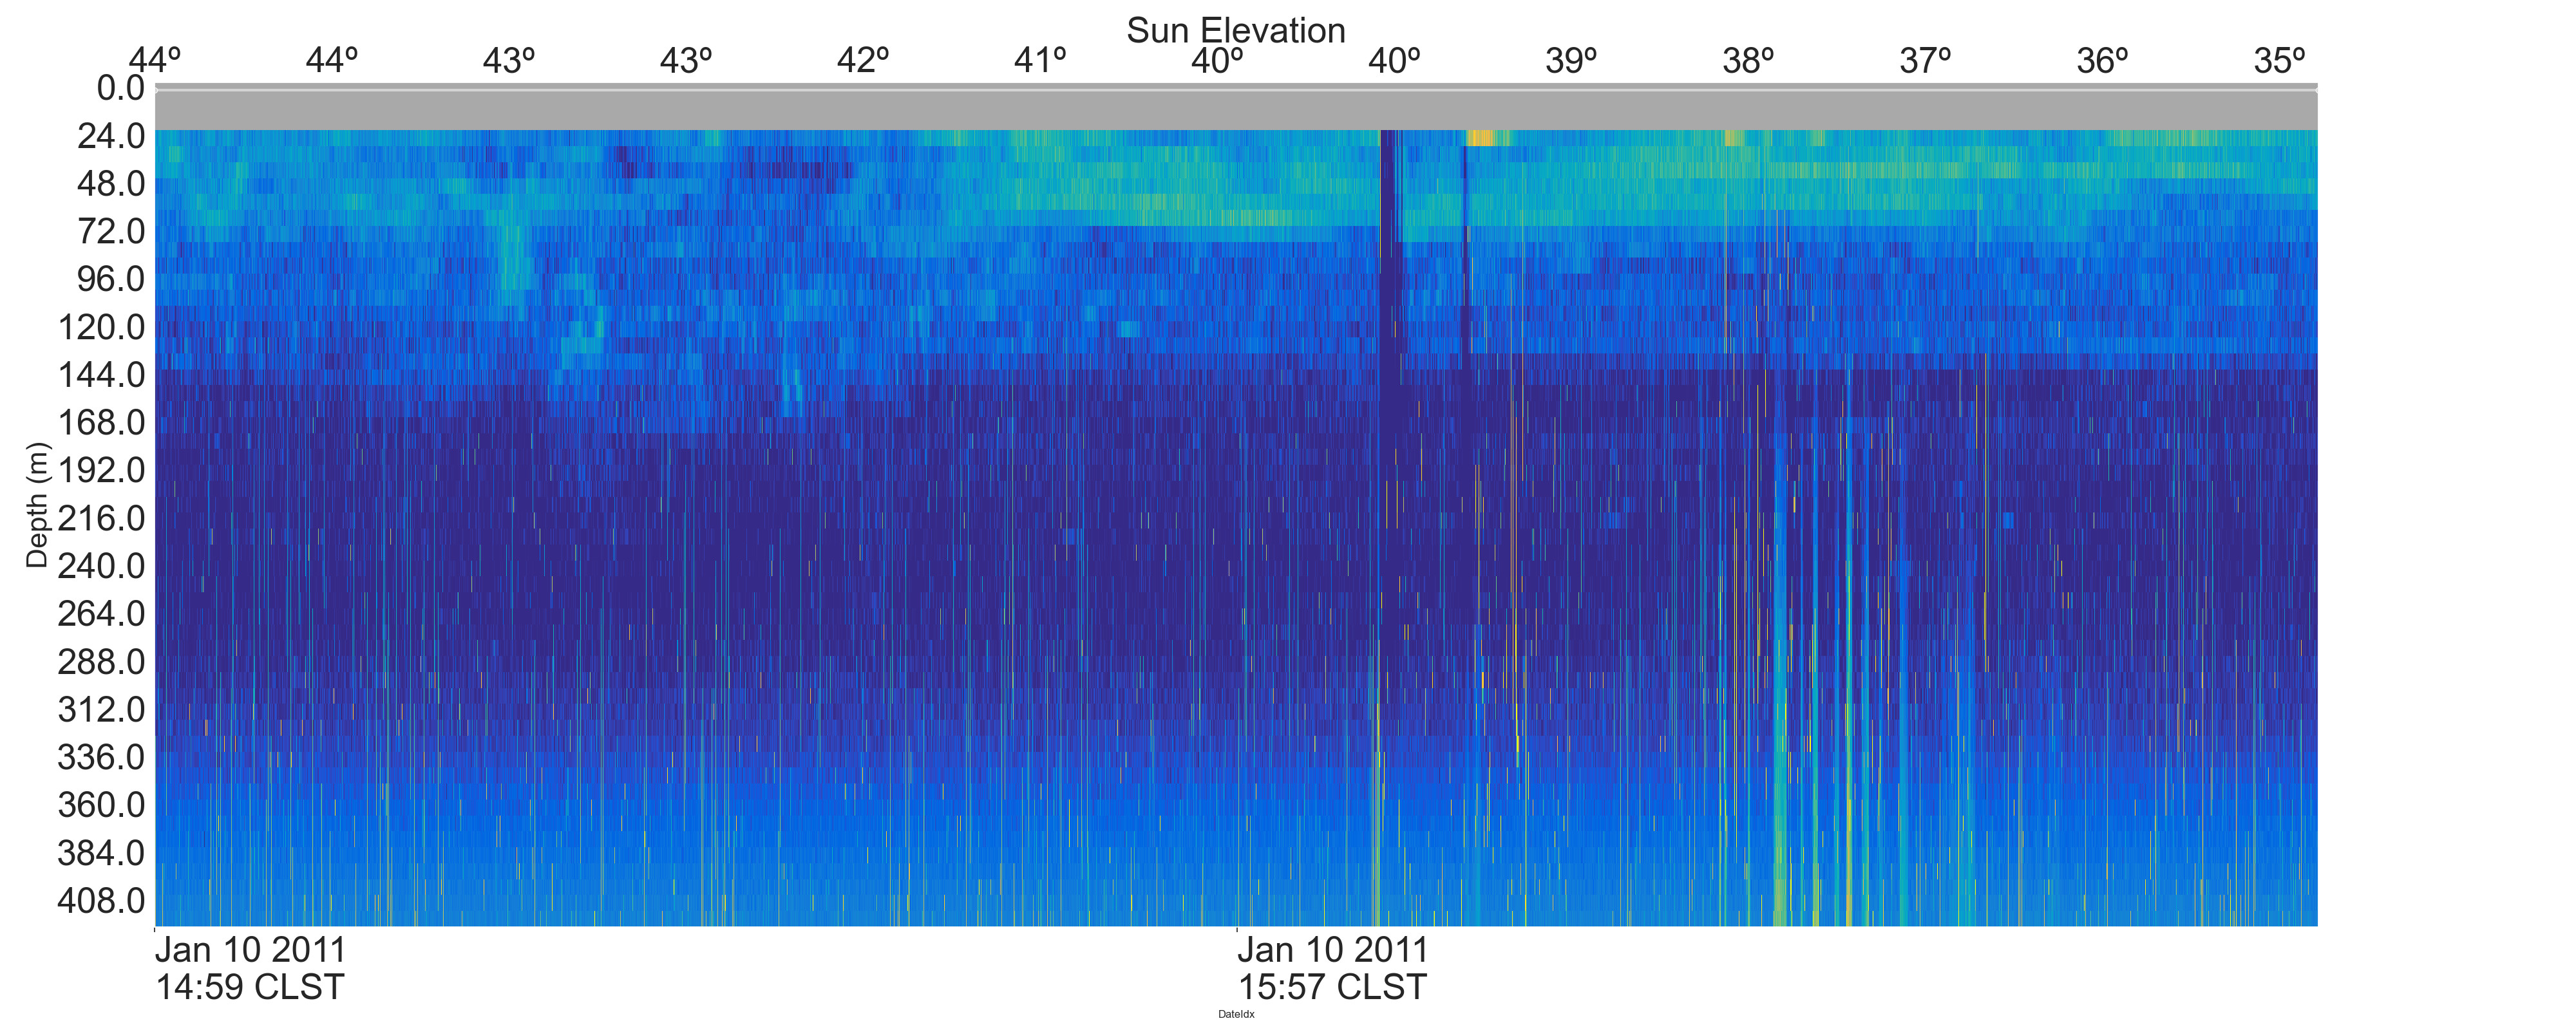 Sun Elevation
44º 44º 43º 43º 42º 41º 40º 40º 39º 38º 37º 36º 35º
0.0
24.0
48.0
72.0
96.0
120.0
144.0
168.0
192.0
216.0
240.0
264.0
288.0
312.0
336.0
360.0
384.0
408.0
Depth (m)
Jan 10 2011
14:59 CLST
Jan 10 2011
15:57 CLST
DateIdx